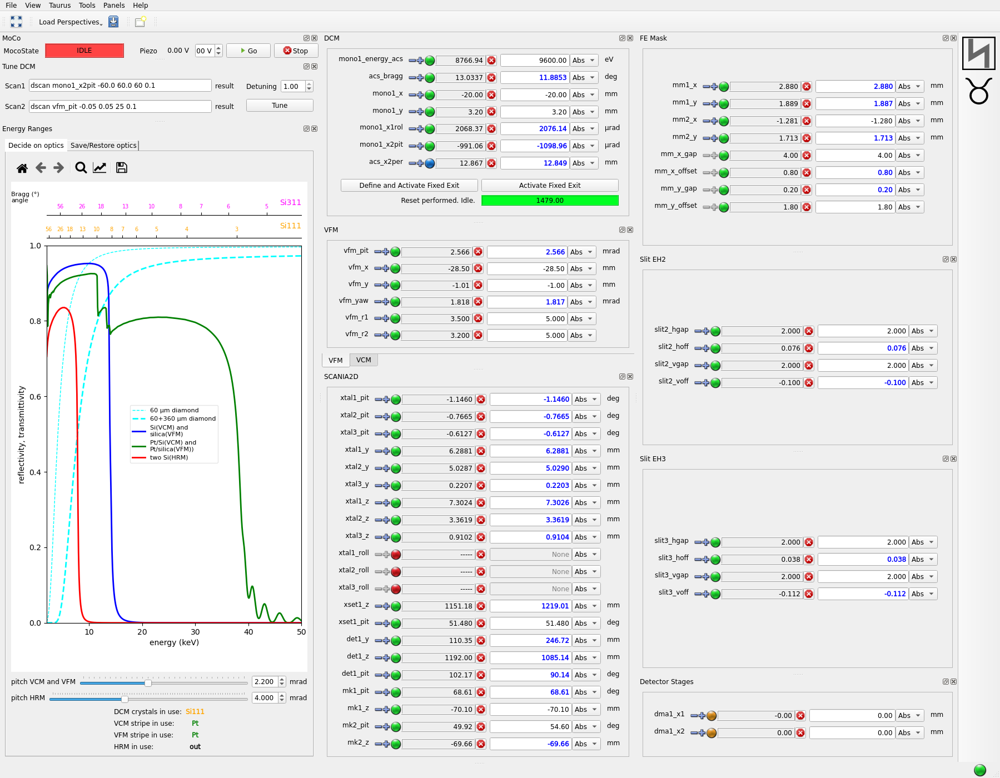 File View Taurus Tools Panels Help
Load Perspectives
MoCo
MocoState IDLE Piezo 0.00 V 00 V Go Stop
Tune DCM
Scan1 dscan mono1_x2pit -60.0 60.0 60 0.1 result Detuning 1.00
Scan2 dscan vfm_pit -0.05 0.05 25 0.1 result Tune
Energy Ranges
Decide on optics Save/Restore optics
Bragg (°)
angle
Si311
56 26 18 13 10 8 7 6 5
Si111
56 26 18 13 10 8 7 6 5 4 3
1.0
0.8
0.6
0.4
0.2
0.0
reflectivity, transmittivity
60 µm diamond
60+360 µm diamond
Si(VCM) and
silica(VFM)
Pt/Si(VCM) and
Pt/silica(VFM))
two Si(HRM)
10 20 30 40 50
energy (keV)
pitch VCM and VFM 2.200 mrad
pitch HRM 4.000 mrad
DCM crystals in use: Si111
VCM stripe in use: Pt
VFM stripe in use: Pt
HRM in use: out
DCM
mono1_energy_acs 8766.94 9600.00 Abs eV
acs_bragg 13.0337 11.8853 Abs deg
mono1_x -20.00 -20.00 Abs mm
mono1_y 3.20 3.20 Abs mm
mono1_x1rol 2068.37 2076.14 Abs µrad
mono1_x2pit -991.06 -1098.96 Abs µrad
acs_x2per 12.867 12.849 Abs mm
Define and Activate Fixed Exit Activate Fixed Exit
Reset performed. Idle. 1479.00
VFM
vfm_pit 2.566 2.566 Abs mrad
vfm_x -28.50 -28.50 Abs mm
vfm_y -1.01 -1.00 Abs mm
vfm_yaw 1.818 1.817 Abs mrad
vfm_r1 3.500 5.000 Abs
vfm_r2 3.200 5.000 Abs
VFM VCM
SCANIA2D
xtal1_pit -1.1460 -1.1460 Abs deg
xtal2_pit -0.7665 -0.7665 Abs deg
xtal3_pit -0.6127 -0.6127 Abs deg
xtal1_y 6.2881 6.2881 Abs mm
xtal2_y 5.0287 5.0290 Abs mm
xtal3_y 0.2207 0.2203 Abs mm
xtal1_z 7.3024 7.3026 Abs mm
xtal2_z 3.3619 3.3619 Abs mm
xtal3_z 0.9102 0.9104 Abs mm
xtal1_roll ----- None Abs
xtal2_roll ----- None Abs
xtal3_roll ----- None Abs
xset1_z 1151.18 1219.01 Abs mm
xset1_pit 51.480 51.480 Abs deg
det1_y 110.35 246.72 Abs mm
det1_z 1192.00 1085.14 Abs mm
det1_pit 102.17 90.14 Abs deg
mk1_pit 68.61 68.61 Abs deg
mk1_z -70.10 -70.10 Abs mm
mk2_pit 49.92 54.60 Abs deg
mk2_z -69.66 -69.66 Abs mm
FE Mask
mm1_x 2.880 2.880 Abs mm
mm1_y 1.889 1.887 Abs mm
mm2_x -1.281 -1.280 Abs mm
mm2_y 1.713 1.713 Abs mm
mm_x_gap 4.00 4.00 Abs
mm_x_offset 0.80 0.80 Abs
mm_y_gap 0.20 0.20 Abs
mm_y_offset 1.80 1.80 Abs
Slit EH2
slit2_hgap 2.000 2.000 Abs
slit2_hoff 0.076 0.076 Abs
slit2_vgap 2.000 2.000 Abs
slit2_voff -0.100 -0.100 Abs
Slit EH3
slit3_hgap 2.000 2.000 Abs
slit3_hoff 0.038 0.038 Abs
slit3_vgap 2.000 2.000 Abs
slit3_voff -0.112 -0.112 Abs
Detector Stages
dma1_x1 -0.00 0.00 Abs mm
dma1_x2 0.00 0.00 Abs mm